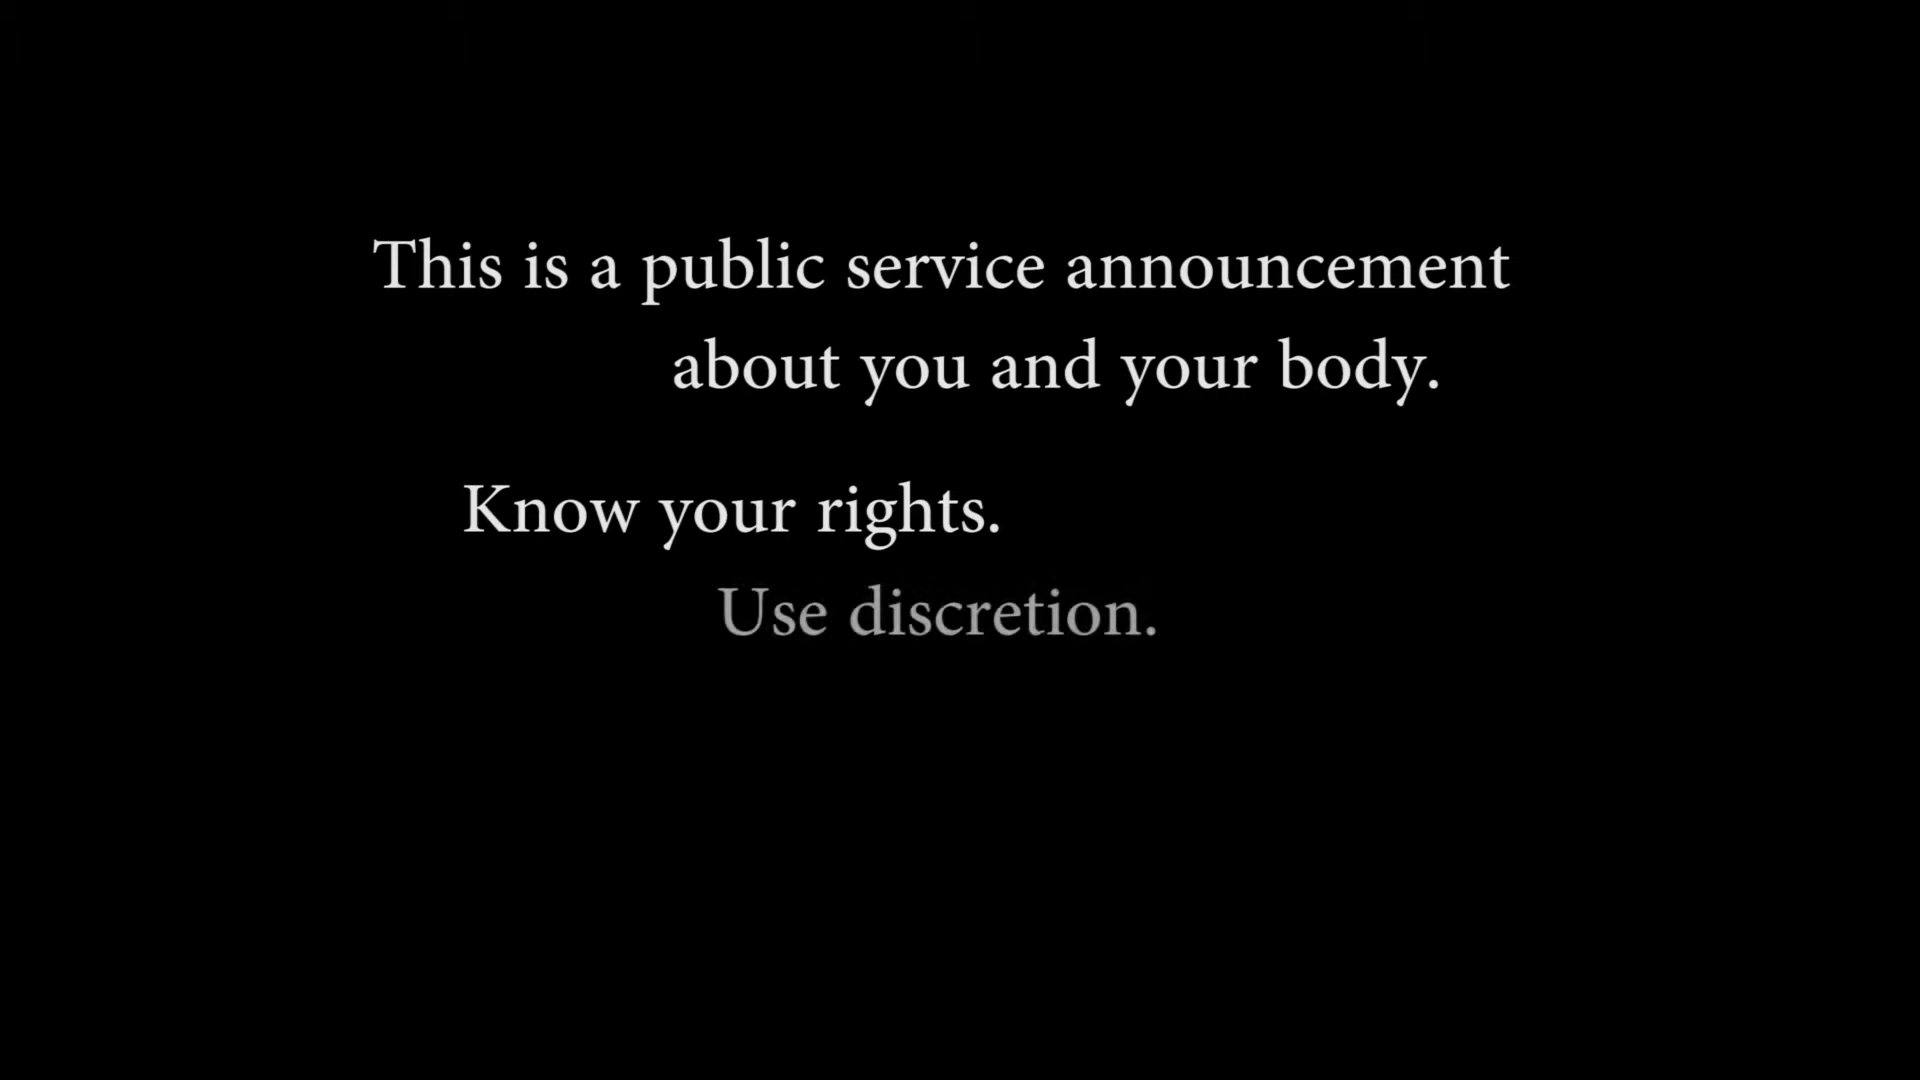 This is a public service announcement
about you and your body.
Know your rights.
Use discretion.